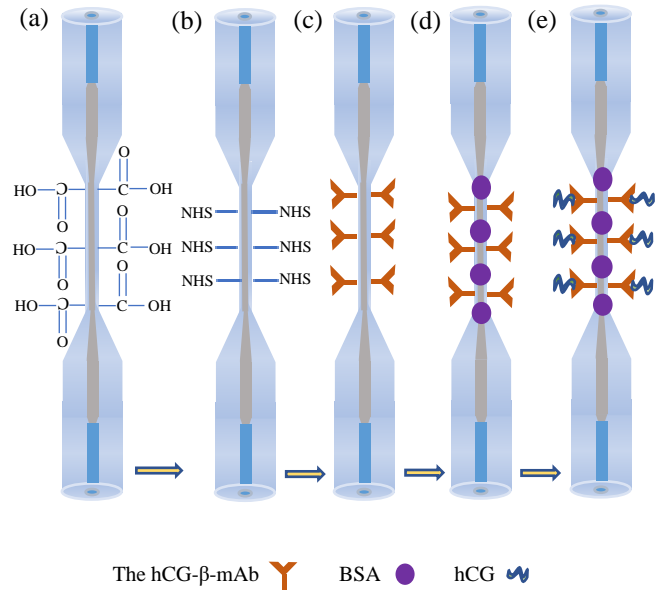 (a) (b) (c) (d) (e)
O O
HO C C OH
O O
NHS NHS
HO C C OH
NHS NHS
O O
HO C C OH
NHS NHS
O
The hCG-β-mAb BSA hCG